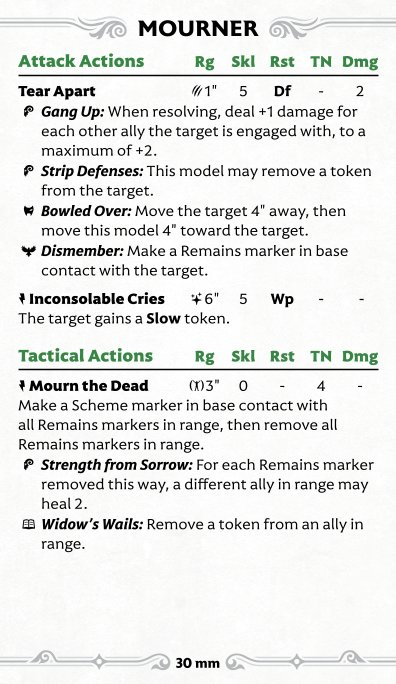 MOURNER
Attack Actions Rg Skl Rst TN Dmg
Tear Apart 1" 5 Df - 2
Gang Up: When resolving, deal +1 damage for
each other ally the target is engaged with, to a
maximum of +2.
Strip Defenses: This model may remove a token
from the target.
Bowled Over: Move the target 4" away, then
move this model 4" toward the target.
Dismember: Make a Remains marker in base
contact with the target.
Inconsolable Cries 6" 5 Wp - -
The target gains a Slow token.
Tactical Actions Rg Skl Rst TN Dmg
Mourn the Dead 3" 0 - 4 -
Make a Scheme marker in base contact with
all Remains markers in range, then remove all
Remains markers in range.
Strength from Sorrow: For each Remains marker
removed this way, a different ally in range may
heal 2.
Widow's Wails: Remove a token from an ally in
range.
30 mm